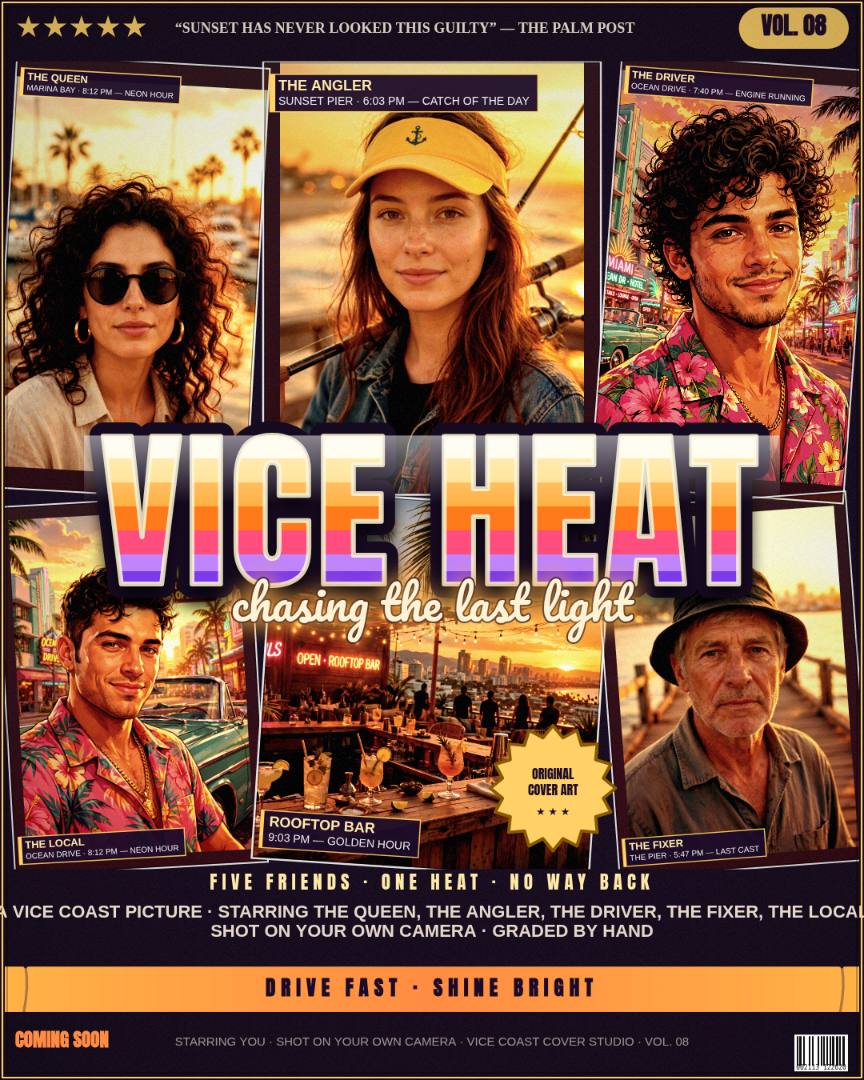 ★★★★★ "SUNSET HAS NEVER LOOKED THIS GUILTY" — THE PALM POST
VOL. 08
THE QUEEN
MARINA BAY · 8:12 PM — NEON HOUR
THE ANGLER
SUNSET PIER · 6:03 PM — CATCH OF THE DAY
THE DRIVER
OCEAN DRIVE · 7:40 PM — ENGINE RUNNING
MIAMI
VICE HEAT
chasing the last light
OPEN · ROOFTOP BAR
ORIGINAL
COVER ART
★ ★ ★
THE LOCAL
OCEAN DRIVE · 8:12 PM — NEON HOUR
ROOFTOP BAR
9:03 PM — GOLDEN HOUR
THE FIXER
THE PIER · 5:47 PM — LAST CAST
FIVE FRIENDS · ONE HEAT · NO WAY BACK
A VICE COAST PICTURE · STARRING THE QUEEN, THE ANGLER, THE DRIVER, THE FIXER, THE LOCAL
SHOT ON YOUR OWN CAMERA · GRADED BY HAND
DRIVE FAST · SHINE BRIGHT
COMING SOON
STARRING YOU · SHOT ON YOUR OWN CAMERA · VICE COAST COVER STUDIO · VOL. 08